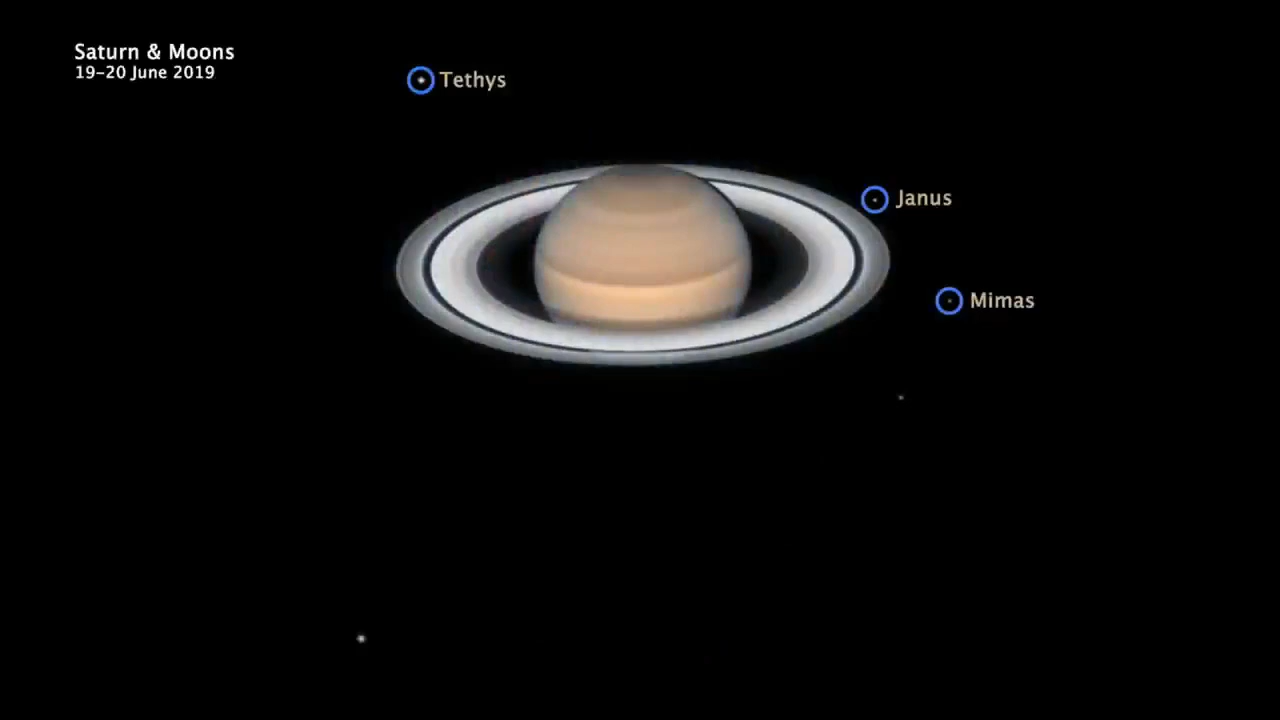 Saturn & Moons
19–20 June 2019
Tethys
Janus
Mimas